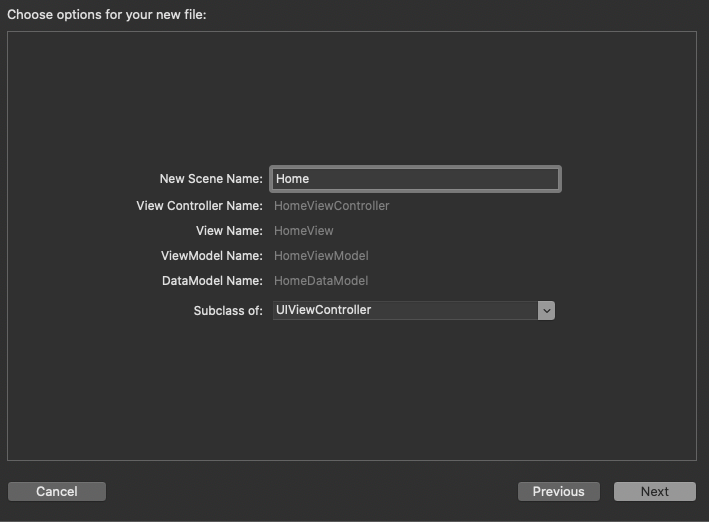 Choose options for your new file:
New Scene Name: Home
View Controller Name: HomeViewController
View Name: HomeView
ViewModel Name: HomeViewModel
DataModel Name: HomeDataModel
Subclass of: UIViewController
Cancel Previous Next